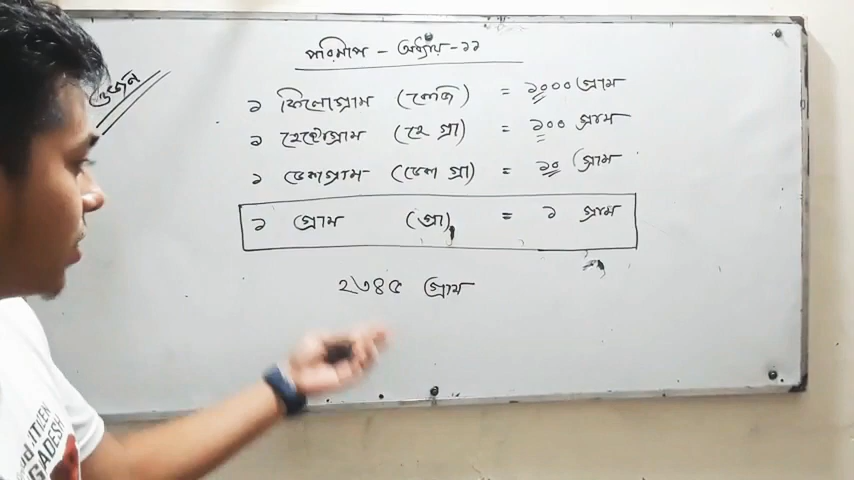 পরিমাপ - অধ্যায়-১১
ওজন
১ কিলোগ্রাম (কেজি) = ১০০০ গ্রাম
১ হেক্টোগ্রাম (হে গ্রা) = ১০০ গ্রাম
১ ডেকাগ্রাম (ডেকা গ্রা) = ১০ গ্রাম
১ গ্রাম (গ্রা) = ১ গ্রাম
২৩৪৫ গ্রাম